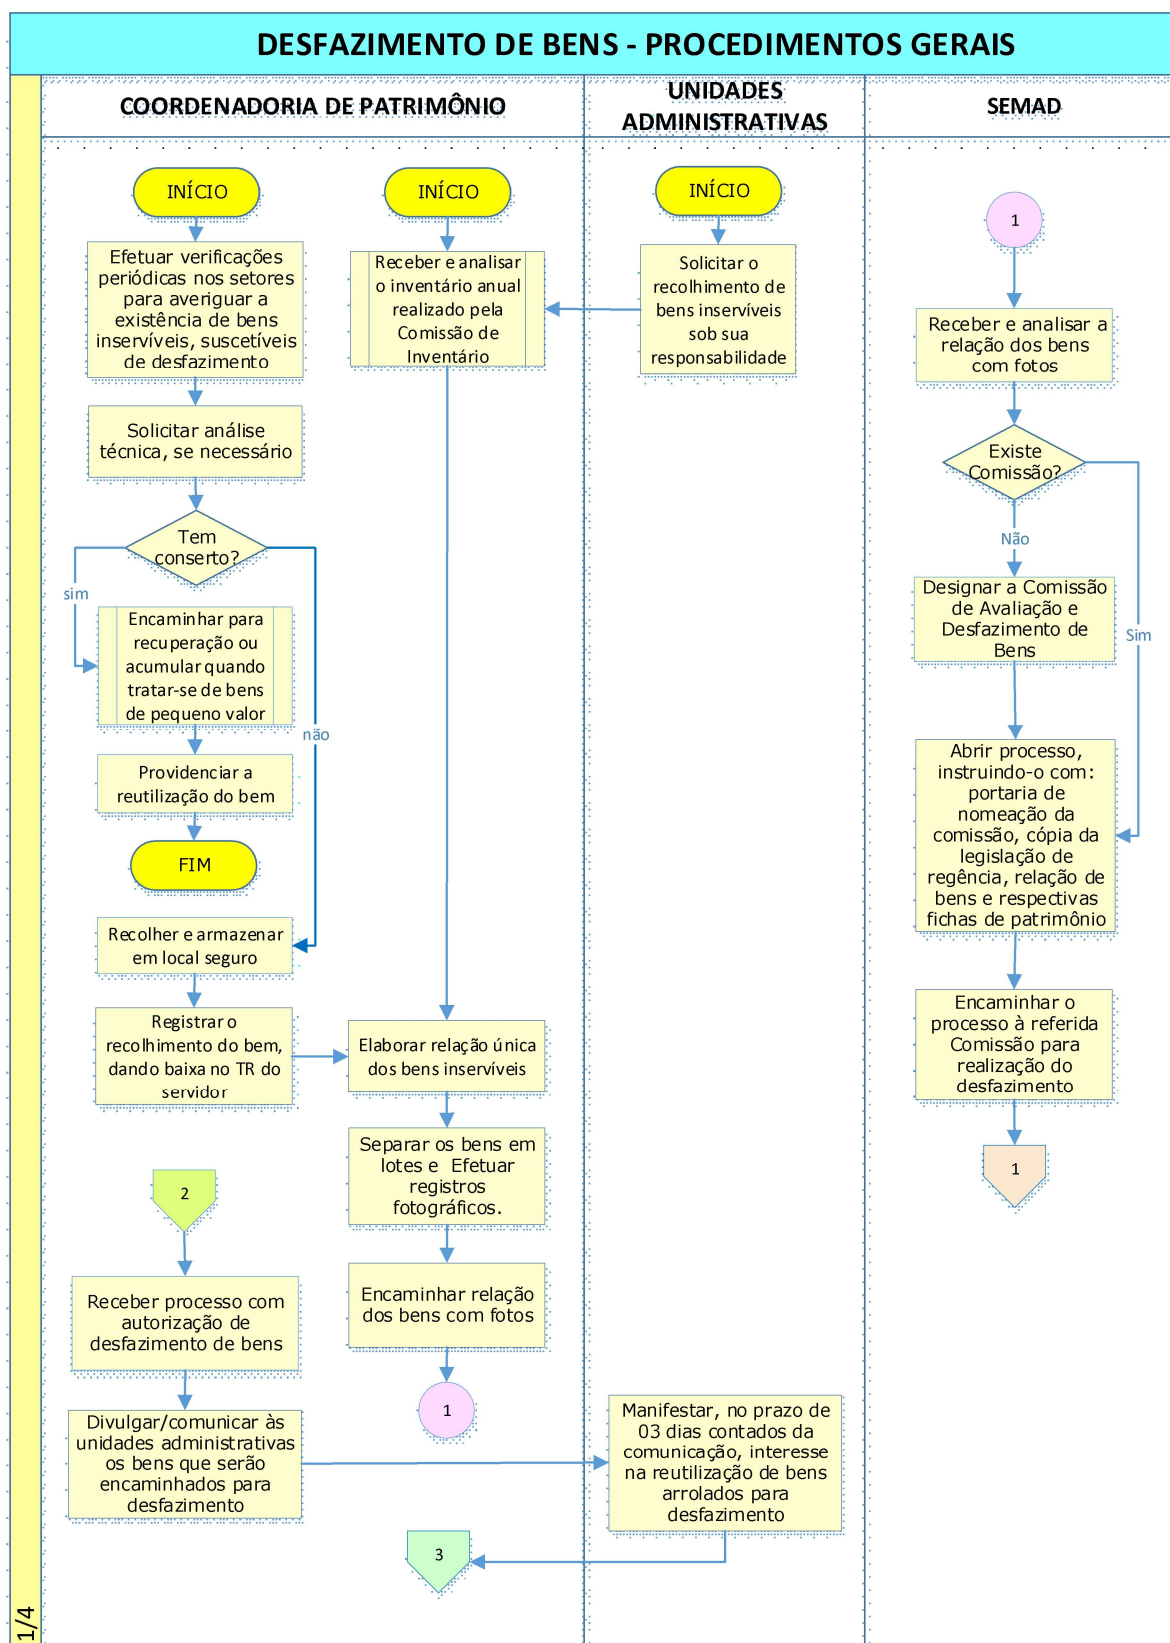 DESFAZIMENTO DE BENS - PROCEDIMENTOS GERAIS
COORDENADORIA DE PATRIMÔNIO
UNIDADES
ADMINISTRATIVAS
SEMAD
INÍCIO
Efetuar verificações
periódicas nos setores
para averiguar a
existência de bens
inservíveis, suscetíveis
de desfazimento
Solicitar análise
técnica, se necessário
Tem
conserto?
sim
não
Encaminhar para
recuperação ou
acumular quando
tratar-se de bens
de pequeno valor
Providenciar a
reutilização do bem
FIM
Recolher e armazenar
em local seguro
Registrar o
recolhimento do bem,
dando baixa no TR do
servidor
2
Receber processo com
autorização de
desfazimento de bens
Divulgar/comunicar às
unidades administrativas
os bens que serão
encaminhados para
desfazimento
INÍCIO
Receber e analisar
o inventário anual
realizado pela
Comissão de
Inventário
Elaborar relação única
dos bens inservíveis
Separar os bens em
lotes e Efetuar
registros
fotográficos.
Encaminhar relação
dos bens com fotos
1
3
INÍCIO
Solicitar o
recolhimento de
bens inservíveis
sob sua
responsabilidade
Manifestar, no prazo de
03 dias contados da
comunicação, interesse
na reutilização de bens
arrolados para
desfazimento
1
Receber e analisar a
relação dos bens
com fotos
Existe
Comissão?
Não
Sim
Designar a Comissão
de Avaliação e
Desfazimento de
Bens
Abrir processo,
instruindo-o com:
portaria de
nomeação da
comissão, cópia da
legislação de
regência, relação de
bens e respectivas
fichas de patrimônio
Encaminhar o
processo à referida
Comissão para
realização do
desfazimento
1
1/4